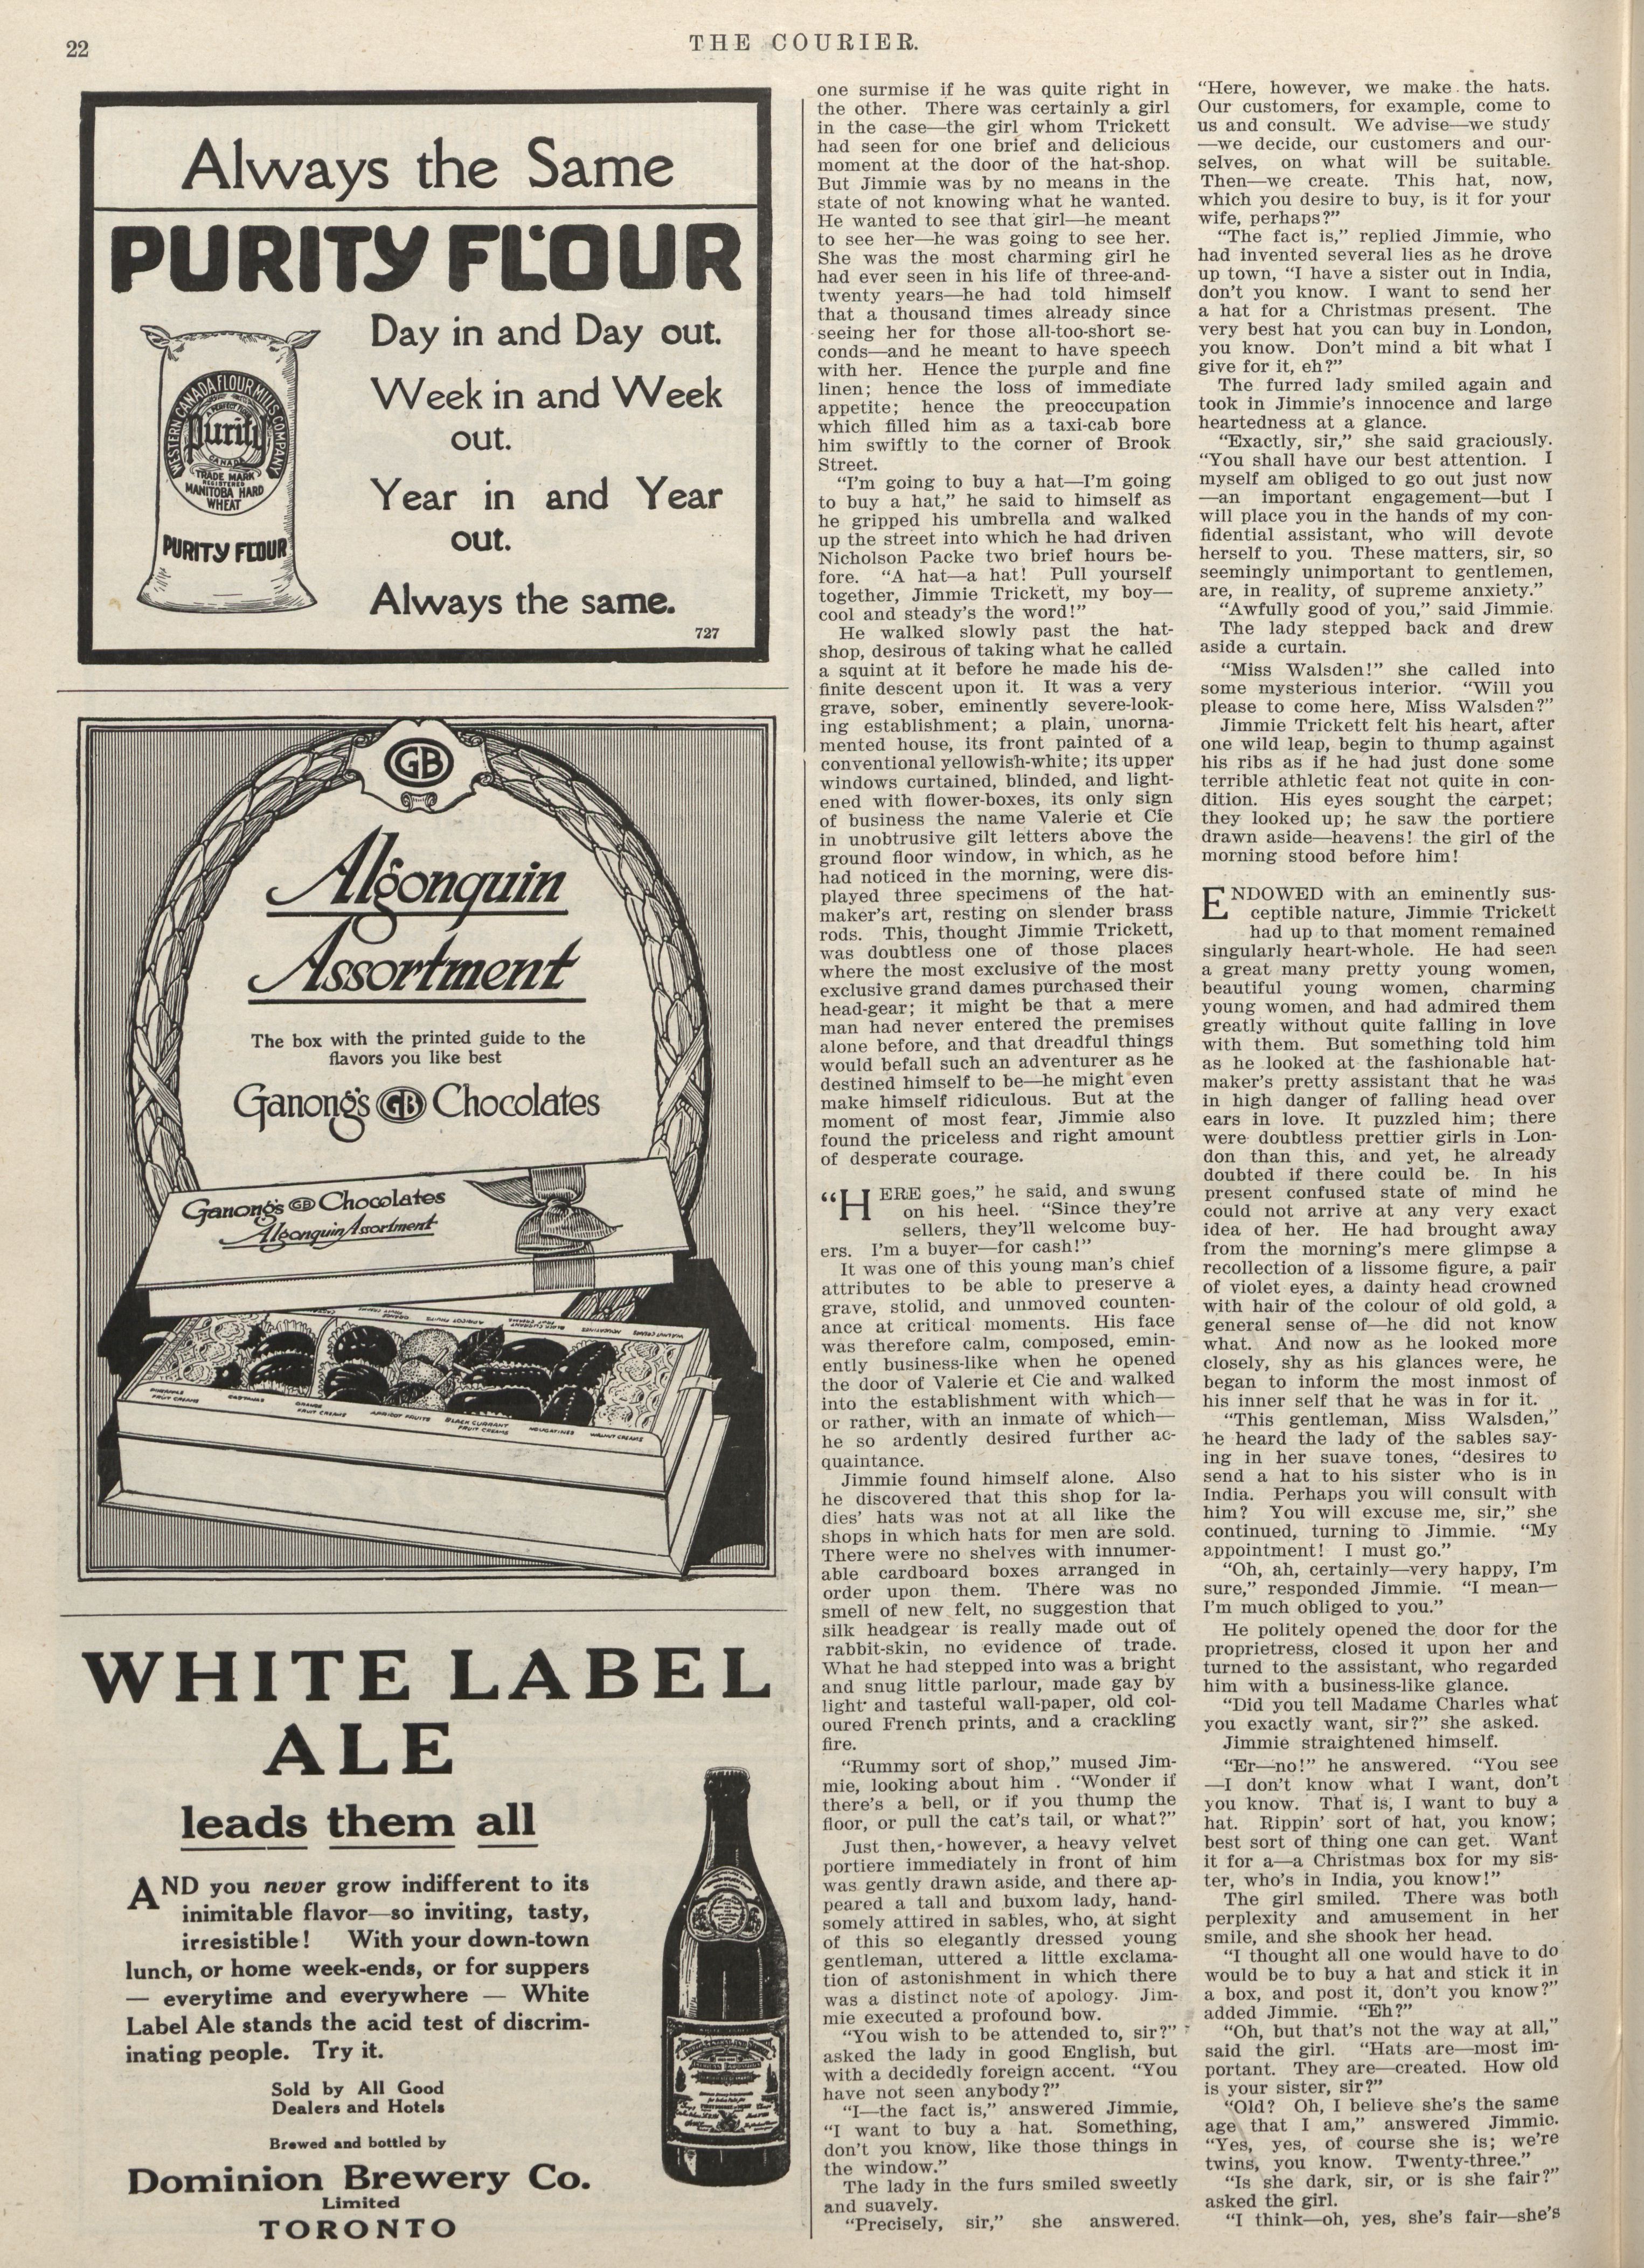 22
THE COURIER.
Always the Same
PURITY FLOUR
WESTERN CANADA FLOUR MILLS COMPANY
Purity
CANADA
TRADE MARK
REGISTERED
MANITOBA HARD
WHEAT
PURITY FLOUR
Day in and Day out.
Week in and Week
out.
Year in and Year
out.
Always the same.
727
GB
Algonquin
Assortment
The box with the printed guide to the
flavors you like best
Ganong's GB Chocolates
Ganong's GB Chocolates
Algonquin Assortment
PINEAPPLE
FRUIT CREAMS
ORANGE
FRUIT CREAMS
APRICOT FRUITS
BLACK CURRANT
FRUIT CREAMS
NOUGATINES
WALNUT CREAMS
WHITE LABEL
ALE
leads them all
AND you never grow indifferent to its
inimitable flavor—so inviting, tasty,
irresistible! With your down-town
lunch, or home week-ends, or for suppers
— everytime and everywhere — White
Label Ale stands the acid test of discrim-
inating people. Try it.
Sold by All Good
Dealers and Hotels
Brewed and bottled by
Dominion Brewery Co.
Limited
TORONTO
one surmise if he was quite right in
the other. There was certainly a girl
in the case—the girl whom Trickett
had seen for one brief and delicious
moment at the door of the hat-shop.
But Jimmie was by no means in the
state of not knowing what he wanted.
He wanted to see that girl—he meant
to see her—he was going to see her.
She was the most charming girl he
had ever seen in his life of three-and-
twenty years—he had told himself
that a thousand times already since
seeing her for those all-too-short se-
conds—and he meant to have speech
with her. Hence the purple and fine
linen; hence the loss of immediate
appetite; hence the preoccupation
which filled him as a taxi-cab bore
him swiftly to the corner of Brook
Street.
"I'm going to buy a hat—I'm going
to buy a hat," he said to himself as
he gripped his umbrella and walked
up the street into which he had driven
Nicholson Packe two brief hours be-
fore. "A hat—a hat! Pull yourself
together, Jimmie Trickett, my boy—
cool and steady's the word!"
He walked slowly past the hat-
shop, desirous of taking what he called
a squint at it before he made his de-
finite descent upon it. It was a very
grave, sober, eminently severe-look-
ing establishment; a plain, unorna-
mented house, its front painted of a
conventional yellowish-white; its upper
windows curtained, blinded, and light-
ened with flower-boxes, its only sign
of business the name Valerie et Cie
in unobtrusive gilt letters above the
ground floor window, in which, as he
had noticed in the morning, were dis-
played three specimens of the hat-
maker's art, resting on slender brass
rods. This, thought Jimmie Trickett,
was doubtless one of those places
where the most exclusive of the most
exclusive grand dames purchased their
head-gear; it might be that a mere
man had never entered the premises
alone before, and that dreadful things
would befall such an adventurer as he
destined himself to be—he might even
make himself ridiculous. But at the
moment of most fear, Jimmie also
found the priceless and right amount
of desperate courage.
"HERE goes," he said, and swung
on his heel. "Since they're
sellers, they'll welcome buy-
ers. I'm a buyer—for cash!"
It was one of this young man's chief
attributes to be able to preserve a
grave, stolid, and unmoved counten-
ance at critical moments. His face
was therefore calm, composed, emin-
ently business-like when he opened
the door of Valerie et Cie and walked
into the establishment with which—
or rather, with an inmate of which—
he so ardently desired further ac-
quaintance.
Jimmie found himself alone. Also
he discovered that this shop for la-
dies' hats was not at all like the
shops in which hats for men are sold.
There were no shelves with innumer-
able cardboard boxes arranged in
order upon them. There was no
smell of new felt, no suggestion that
silk headgear is really made out of
rabbit-skin, no evidence of trade.
What he had stepped into was a bright
and snug little parlour, made gay by
light and tasteful wall-paper, old col-
oured French prints, and a crackling
fire.
"Rummy sort of shop," mused Jim-
mie, looking about him . "Wonder if
there's a bell, or if you thump the
floor, or pull the cat's tail, or what?"
Just then, however, a heavy velvet
portiere immediately in front of him
was gently drawn aside, and there ap-
peared a tall and buxom lady, hand-
somely attired in sables, who, at sight
of this so elegantly dressed young
gentleman, uttered a little exclama-
tion of astonishment in which there
was a distinct note of apology. Jim-
mie executed a profound bow.
"You wish to be attended to, sir?"
asked the lady in good English, but
with a decidedly foreign accent. "You
have not seen anybody?"
"I—the fact is," answered Jimmie,
"I want to buy a hat. Something,
don't you know, like those things in
the window."
The lady in the furs smiled sweetly
and suavely.
"Precisely, sir," she answered.
"Here, however, we make the hats.
Our customers, for example, come to
us and consult. We advise—we study
—we decide, our customers and our-
selves, on what will be suitable.
Then—we create. This hat, now,
which you desire to buy, is it for your
wife, perhaps?"
"The fact is," replied Jimmie, who
had invented several lies as he drove
up town, "I have a sister out in India,
don't you know. I want to send her
a hat for a Christmas present. The
very best hat you can buy in London,
you know. Don't mind a bit what I
give for it, eh?"
The furred lady smiled again and
took in Jimmie's innocence and large
heartedness at a glance.
"Exactly, sir," she said graciously.
"You shall have our best attention. I
myself am obliged to go out just now
—an important engagement—but I
will place you in the hands of my con-
fidential assistant, who will devote
herself to you. These matters, sir, so
seemingly unimportant to gentlemen,
are, in reality, of supreme anxiety."
"Awfully good of you," said Jimmie.
The lady stepped back and drew
aside a curtain.
"Miss Walsden!" she called into
some mysterious interior. "Will you
please to come here, Miss Walsden?"
Jimmie Trickett felt his heart, after
one wild leap, begin to thump against
his ribs as if he had just done some
terrible athletic feat not quite in con-
dition. His eyes sought the carpet;
they looked up; he saw the portiere
drawn aside—heavens! the girl of the
morning stood before him!
ENDOWED with an eminently sus-
ceptible nature, Jimmie Trickett
had up to that moment remained
singularly heart-whole. He had seen
a great many pretty young women,
beautiful young women, charming
young women, and had admired them
greatly without quite falling in love
with them. But something told him
as he looked at the fashionable hat-
maker's pretty assistant that he was
in high danger of falling head over
ears in love. It puzzled him; there
were doubtless prettier girls in Lon-
don than this, and yet, he already
doubted if there could be. In his
present confused state of mind he
could not arrive at any very exact
idea of her. He had brought away
from the morning's mere glimpse a
recollection of a lissome figure, a pair
of violet eyes, a dainty head crowned
with hair of the colour of old gold, a
general sense of—he did not know
what. And now as he looked more
closely, shy as his glances were, he
began to inform the most inmost of
his inner self that he was in for it.
"This gentleman, Miss Walsden,"
he heard the lady of the sables say-
ing in her suave tones, "desires to
send a hat to his sister who is in
India. Perhaps you will consult with
him? You will excuse me, sir," she
continued, turning to Jimmie. "My
appointment! I must go."
"Oh, ah, certainly—very happy, I'm
sure," responded Jimmie. "I mean—
I'm much obliged to you."
He politely opened the door for the
proprietress, closed it upon her and
turned to the assistant, who regarded
him with a business-like glance.
"Did you tell Madame Charles what
you exactly want, sir?" she asked.
Jimmie straightened himself.
"Er—no!" he answered. "You see
—I don't know what I want, don't
you know. That is, I want to buy a
hat. Rippin' sort of hat, you know;
best sort of thing one can get. Want
it for a—a Christmas box for my sis-
ter, who's in India, you know!"
The girl smiled. There was both
perplexity and amusement in her
smile, and she shook her head.
"I thought all one would have to do
would be to buy a hat and stick it in
a box, and post it, don't you know?"
added Jimmie. "Eh?"
"Oh, but that's not the way at all,"
said the girl. "Hats are—most im-
portant. They are—created. How old
is your sister, sir?"
"Old? Oh, I believe she's the same
age that I am," answered Jimmie.
"Yes, yes, of course she is; we're
twins, you know. Twenty-three."
"Is she dark, sir, or is she fair?"
asked the girl.
"I think—oh, yes, she's fair—she's